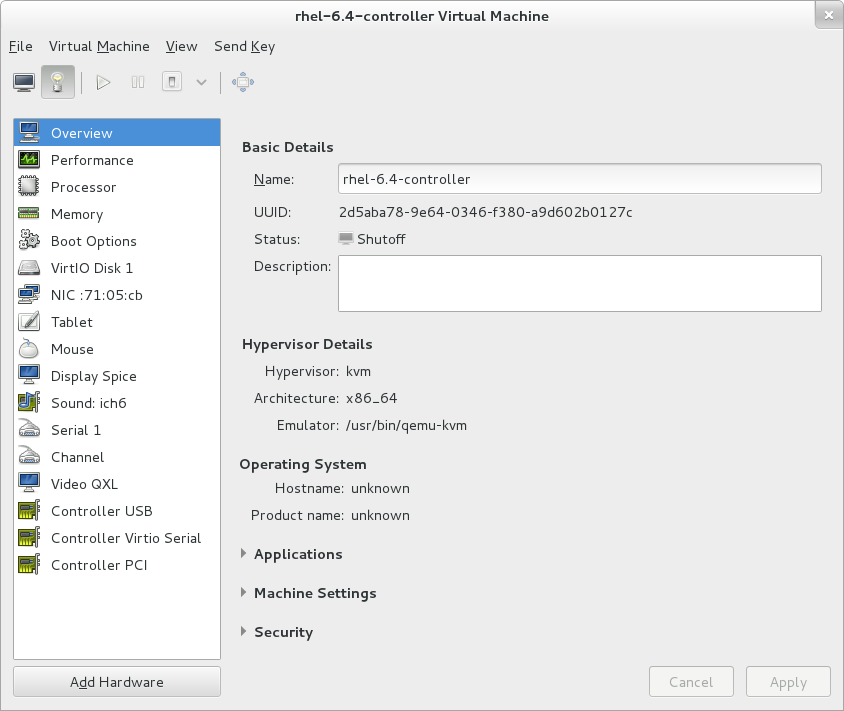 rhel-6.4-controller Virtual Machine
File Virtual Machine View Send Key
Overview
Performance
Processor
Memory
Boot Options
VirtIO Disk 1
NIC :71:05:cb
Tablet
Mouse
Display Spice
Sound: ich6
Serial 1
Channel
Video QXL
Controller USB
Controller Virtio Serial
Controller PCI
Add Hardware
Basic Details
Name: rhel-6.4-controller
UUID: 2d5aba78-9e64-0346-f380-a9d602b0127c
Status: Shutoff
Description:
Hypervisor Details
Hypervisor: kvm
Architecture: x86_64
Emulator: /usr/bin/qemu-kvm
Operating System
Hostname: unknown
Product name: unknown
Applications
Machine Settings
Security
Cancel Apply